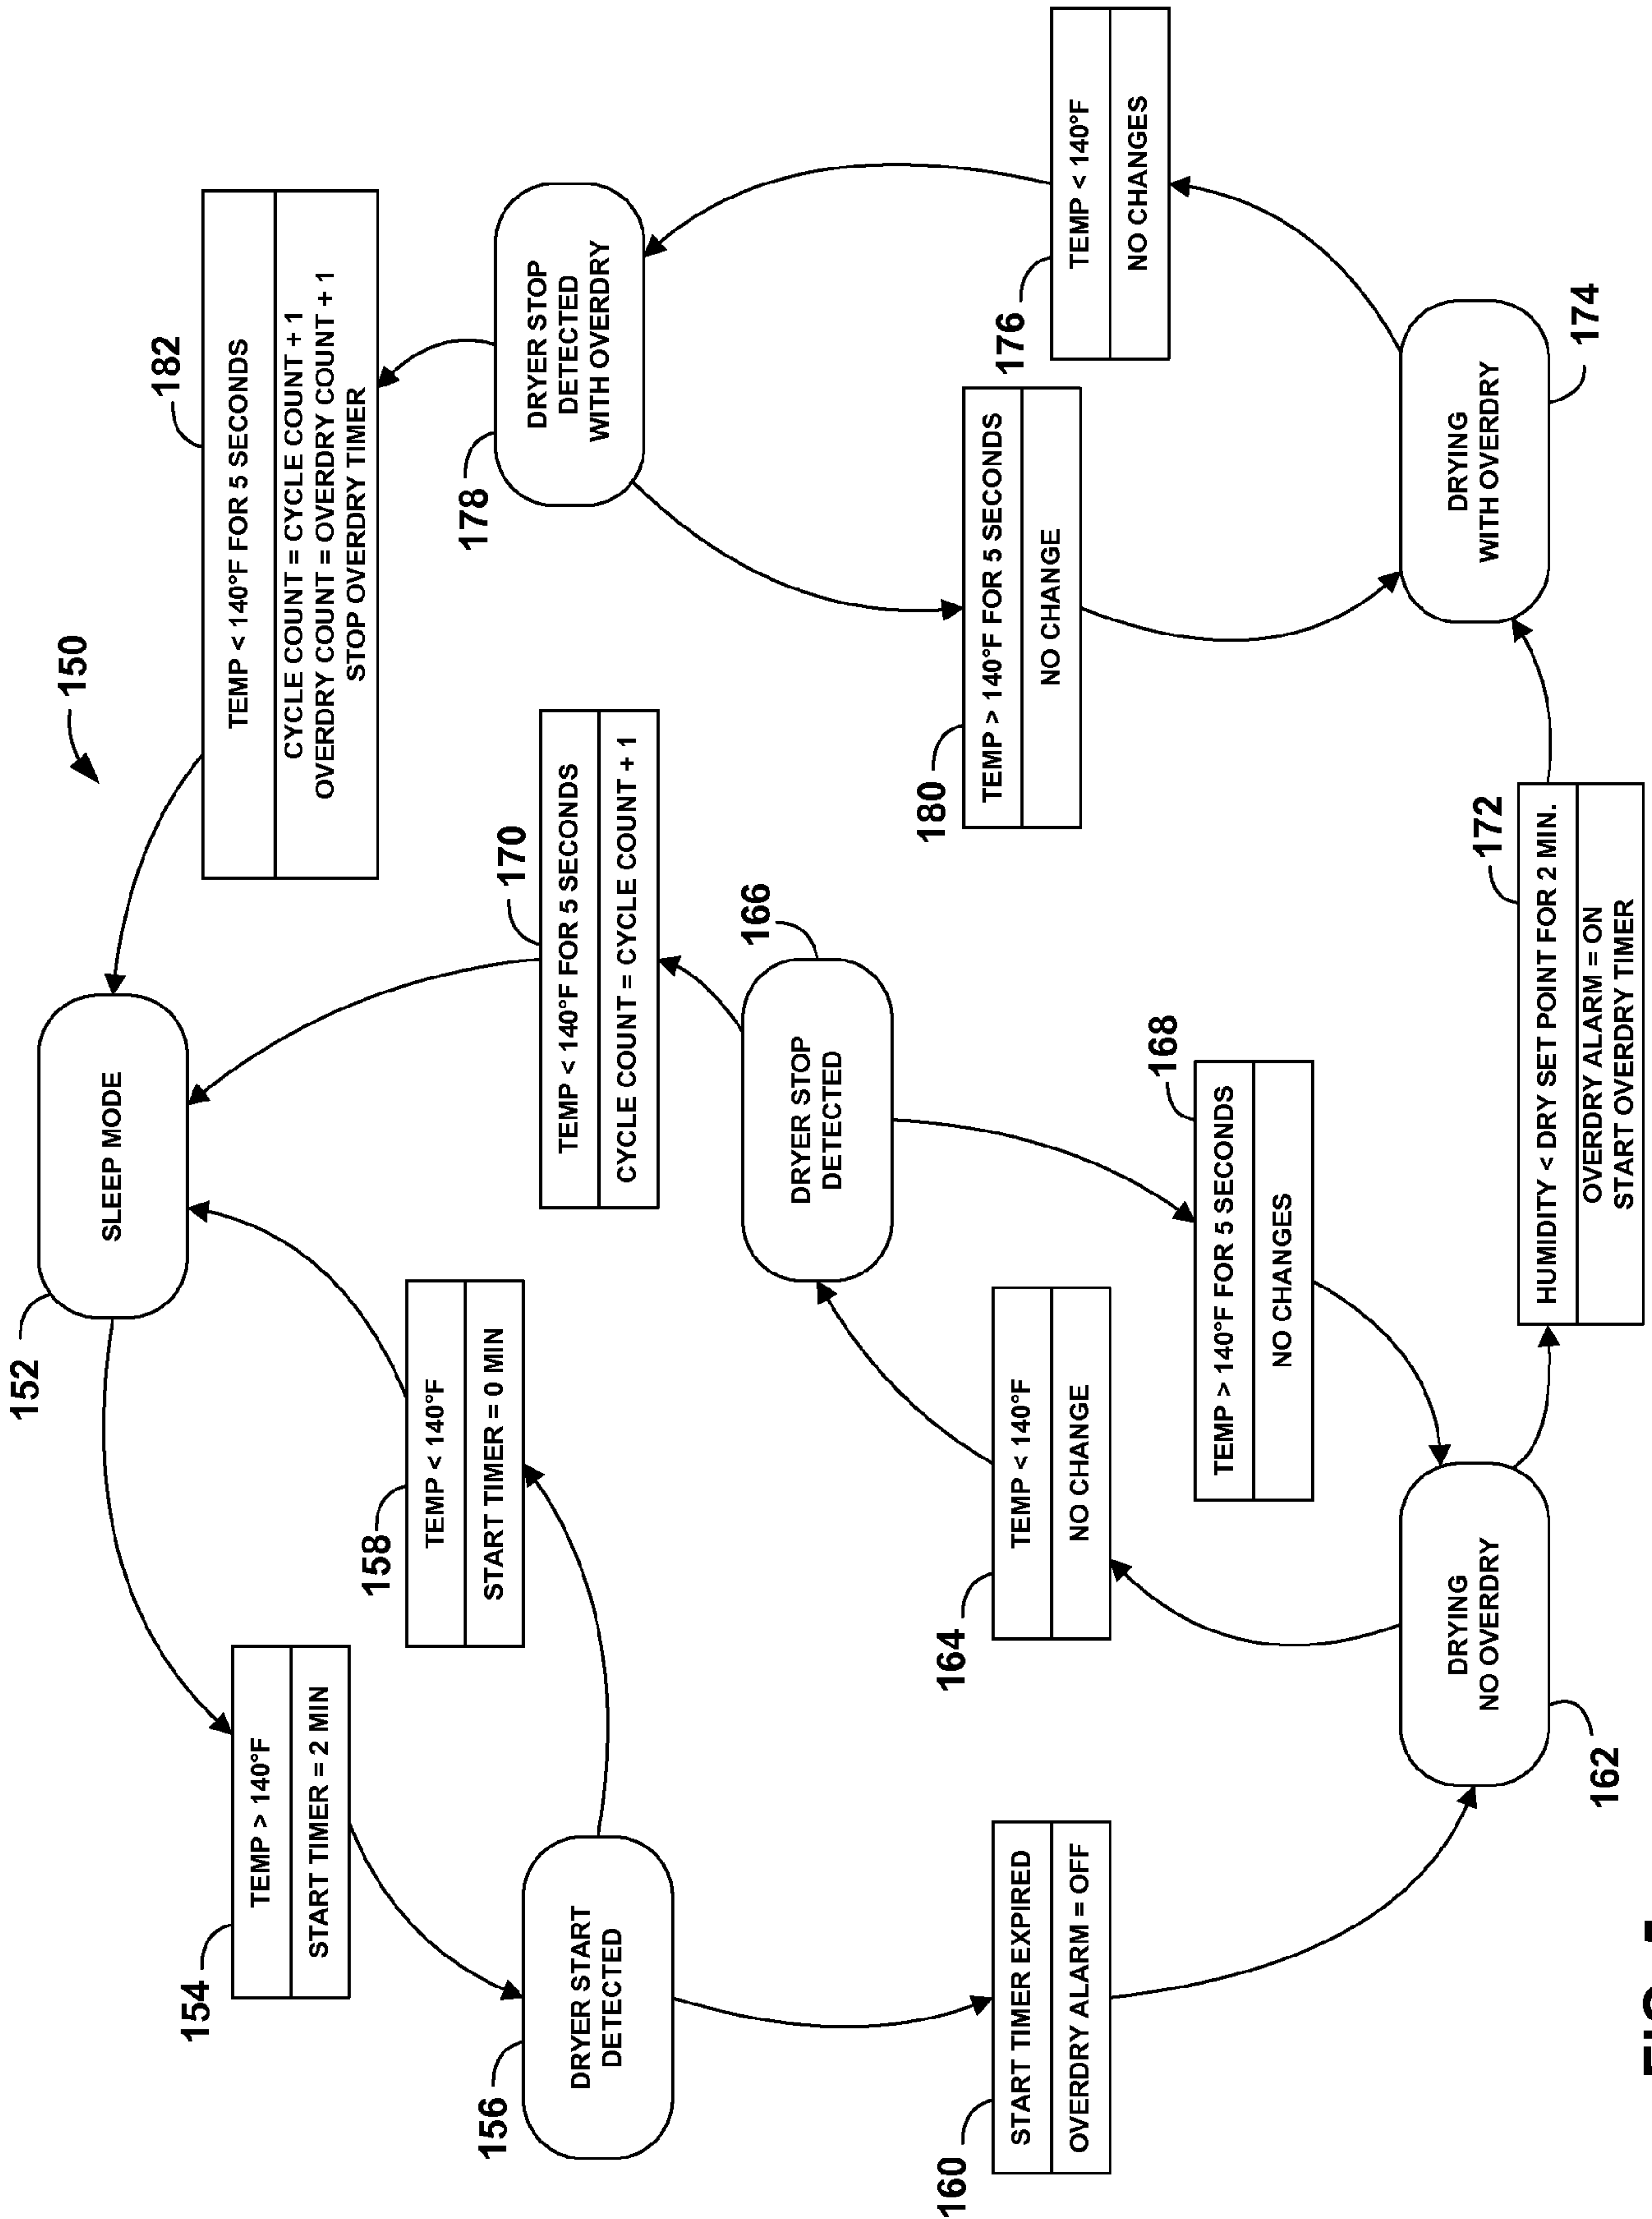 150
152
SLEEP MODE
154
TEMP > 140°F
START TIMER = 2 MIN
156
DRYER START
DETECTED
158
TEMP < 140°F
START TIMER = 0 MIN
160
START TIMER EXPIRED
OVERDRY ALARM = OFF
162
DRYING
NO OVERDRY
164
TEMP < 140°F
NO CHANGE
166
DRYER STOP
DETECTED
168
TEMP > 140°F FOR 5 SECONDS
NO CHANGES
170
TEMP < 140°F FOR 5 SECONDS
CYCLE COUNT = CYCLE COUNT + 1
172
HUMIDITY < DRY SET POINT FOR 2 MIN.
OVERDRY ALARM = ON
START OVERDRY TIMER
174
DRYING
WITH OVERDRY
176
TEMP < 140°F
NO CHANGES
178
DRYER STOP
DETECTED
WITH OVERDRY
180
TEMP > 140°F FOR 5 SECONDS
NO CHANGE
182
TEMP < 140°F FOR 5 SECONDS
CYCLE COUNT = CYCLE COUNT + 1
OVERDRY COUNT = OVERDRY COUNT + 1
STOP OVERDRY TIMER